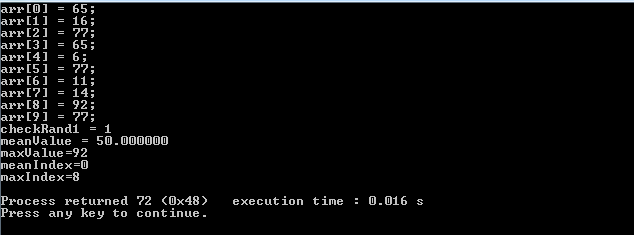 arr[0] = 65;
arr[1] = 16;
arr[2] = 77;
arr[3] = 65;
arr[4] = 6;
arr[5] = 77;
arr[6] = 11;
arr[7] = 14;
arr[8] = 92;
arr[9] = 77;
checkRand1 = 1
meanValue = 50.000000
maxValue=92
meanIndex=0
maxIndex=8
Process returned 72 (0x48)   execution time : 0.016 s
Press any key to continue.